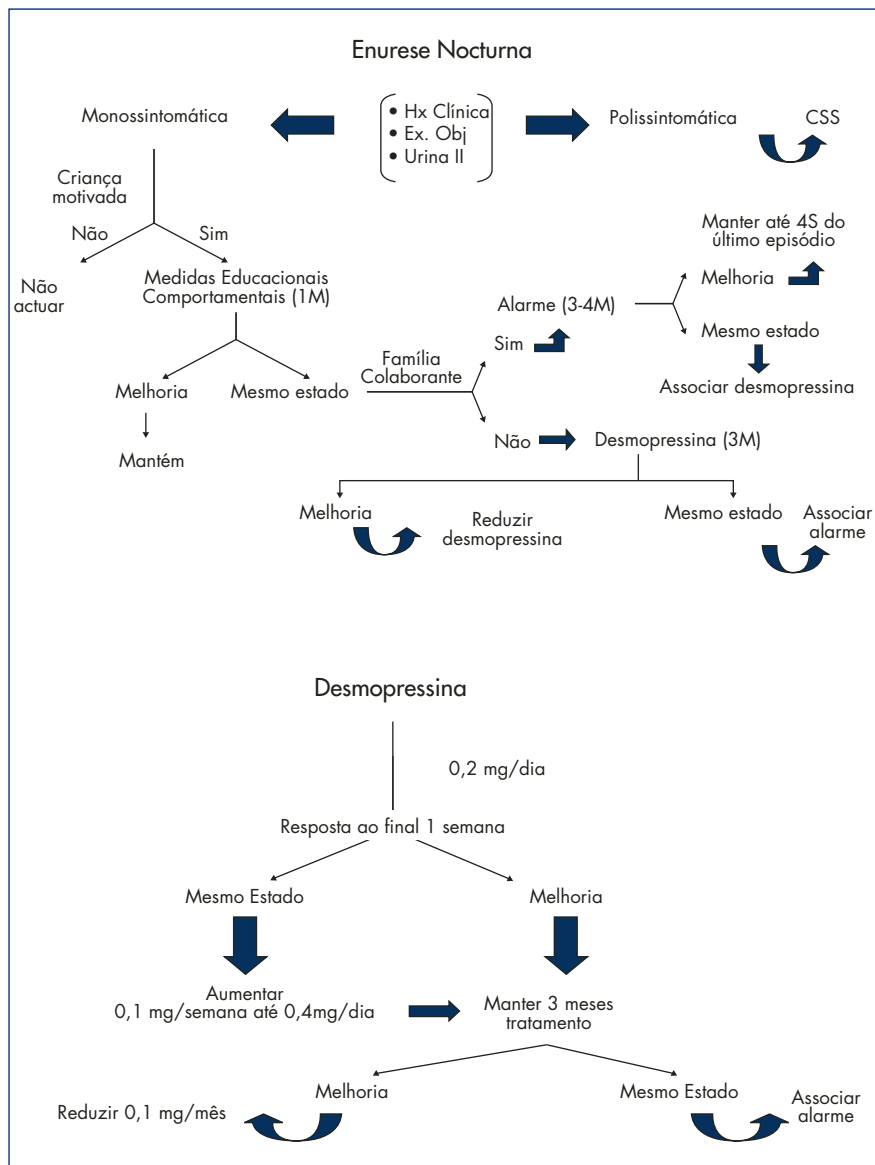 Enurese Nocturna
Monossintomática
• Hx Clínica
• Ex. Obj
• Urina II
Polissintomática
CSS
Criança
motivada
Não
Sim
Não
actuar
Medidas Educacionais
Comportamentais (1M)
Melhoria
Mesmo estado
Mantém
Família
Colaborante
Sim
Alarme (3-4M)
Manter até 4S do
último episódio
Melhoria
Mesmo estado
Associar desmopressina
Não
Desmopressina (3M)
Melhoria
Reduzir
desmopressina
Mesmo estado
Associar
alarme
Desmopressina
0,2 mg/dia
Resposta ao final 1 semana
Mesmo Estado
Melhoria
Aumentar
0,1 mg/semana até 0,4mg/dia
Manter 3 meses
tratamento
Melhoria
Reduzir 0,1 mg/mês
Mesmo Estado
Associar
alarme